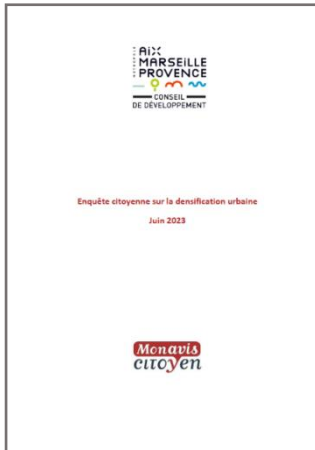 MÉTROPOLE
AIX
MARSEILLE
PROVENCE
CONSEIL
DE DÉVELOPPEMENT
Enquête citoyenne sur la densification urbaine
Juin 2023
Monavis
citoyen